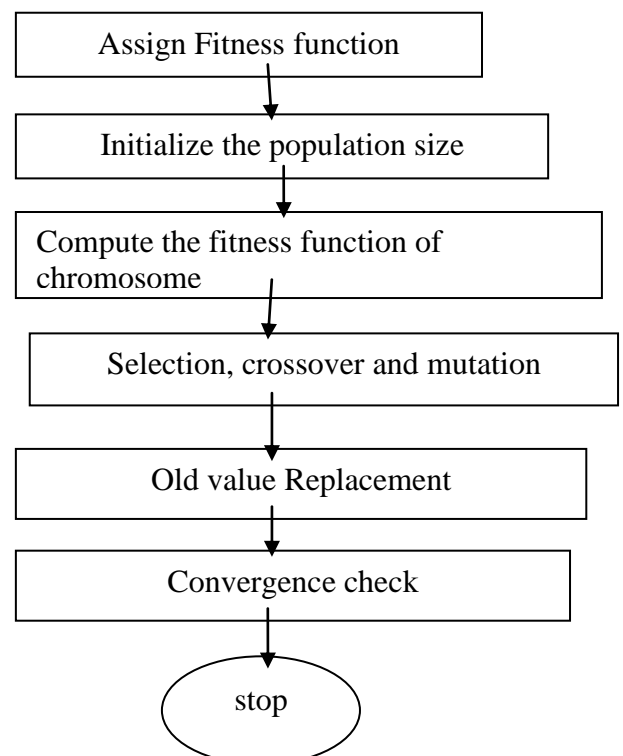 Assign Fitness function
Initialize the population size
Compute the fitness function of
chromosome
Selection, crossover and mutation
Old value Replacement
Convergence check
stop